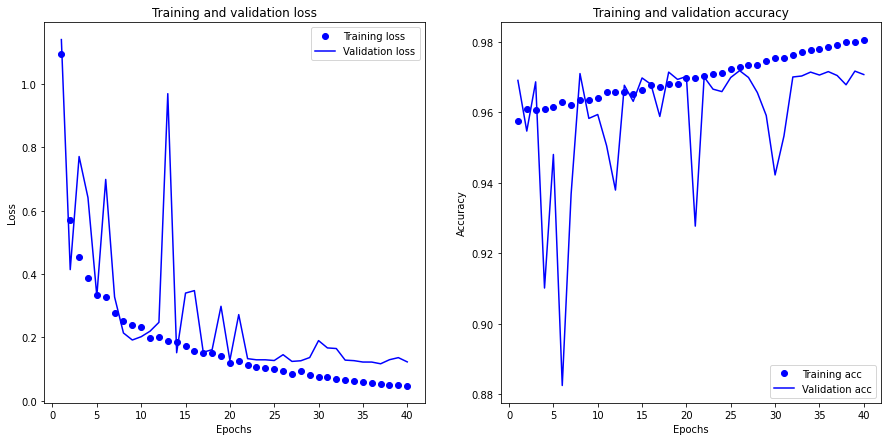 Training and validation loss
Training loss
Validation loss
1.0
0.8
0.6
0.4
0.2
0.0
Loss
0 5 10 15 20 25 30 35 40
Epochs
Training and validation accuracy
0.98
0.96
0.94
0.92
0.90
0.88
Accuracy
Training acc
Validation acc
0 5 10 15 20 25 30 35 40
Epochs